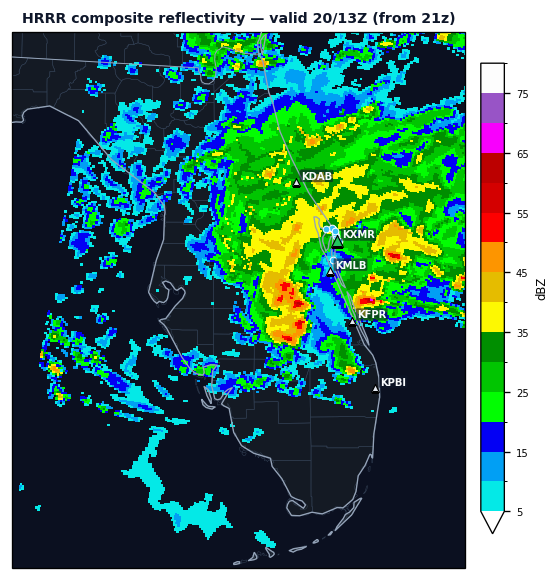 HRRR composite reflectivity — valid 20/13Z (from 21z)
75
65
KDAB
55
KXMR
KMLB
45
dBZ
KFPR
35
KPBI
25
15
5